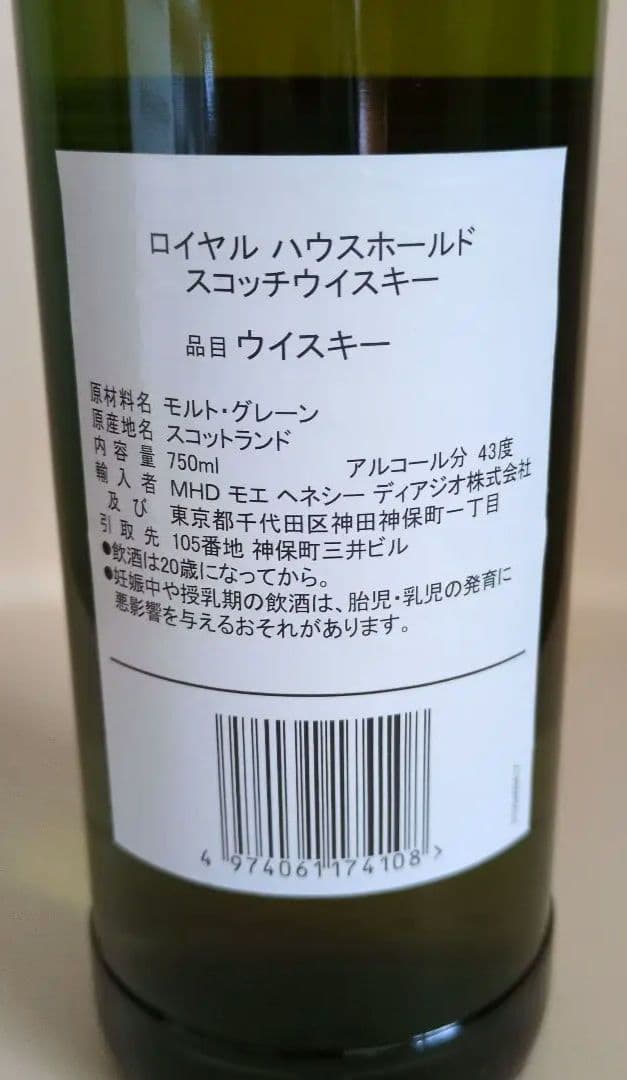 ロイヤル ハウスホールド
スコッチウイスキー
品目 ウイスキー
原材料名 モルト・グレーン
原産地名 スコットランド
内容量 750ml アルコール分 43度
輸入者 MHD モエ ヘネシー ディアジオ株式会社
及び 東京都千代田区神田神保町一丁目
引取先 105番地 神保町三井ビル
●飲酒は20歳になってから。
●妊娠中や授乳期の飲酒は、胎児・乳児の発育に
悪影響を与えるおそれがあります。
4 974061174108 >